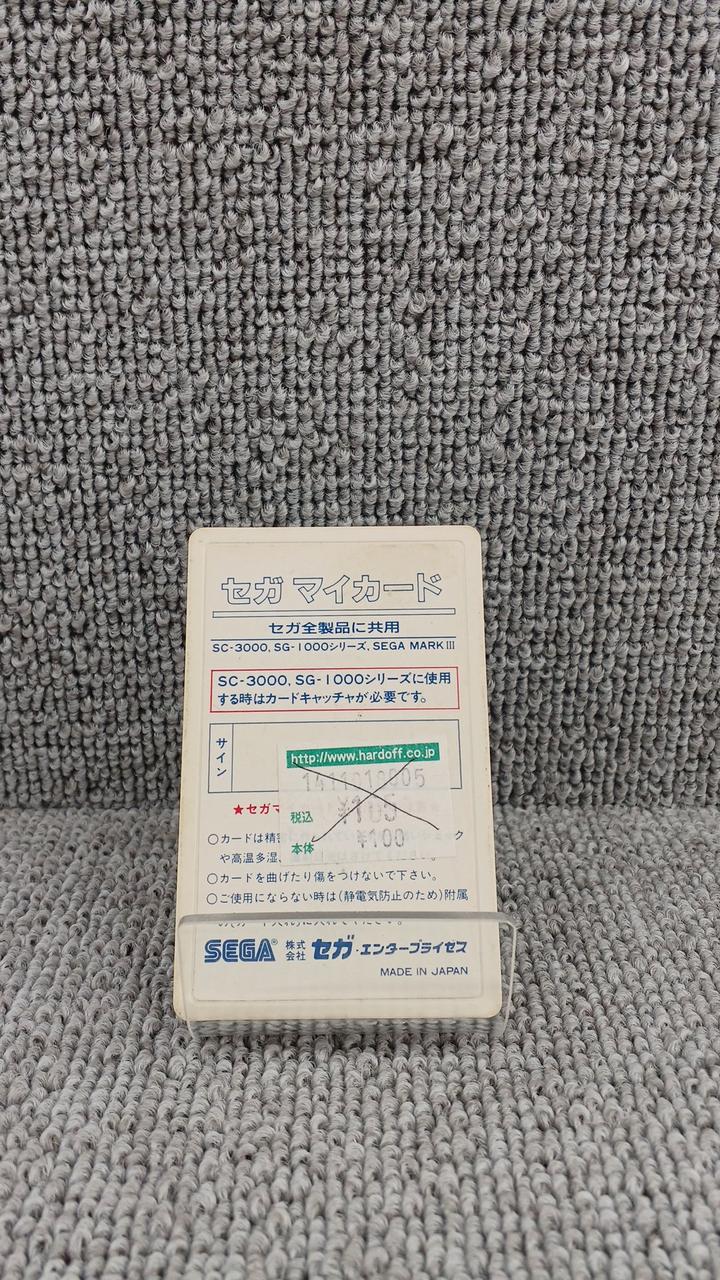 セガ マイカード
セガ全製品に共用
SC-3000, SG-1000シリーズ, SEGA MARK III
SC-3000, SG-1000シリーズに使用
する時はカードキャッチャが必要です。
サイン
http://www.hardoff.co.jp
税込 ¥105
本体 ¥100
★セガマ
○カードは精
や高温多湿、
○カードを曲げたり傷をつけないで下さい。
○ご使用にならない時は(静電気防止のため)附属
SEGA® 株式会社 セガ・エンタープライゼス
MADE IN JAPAN